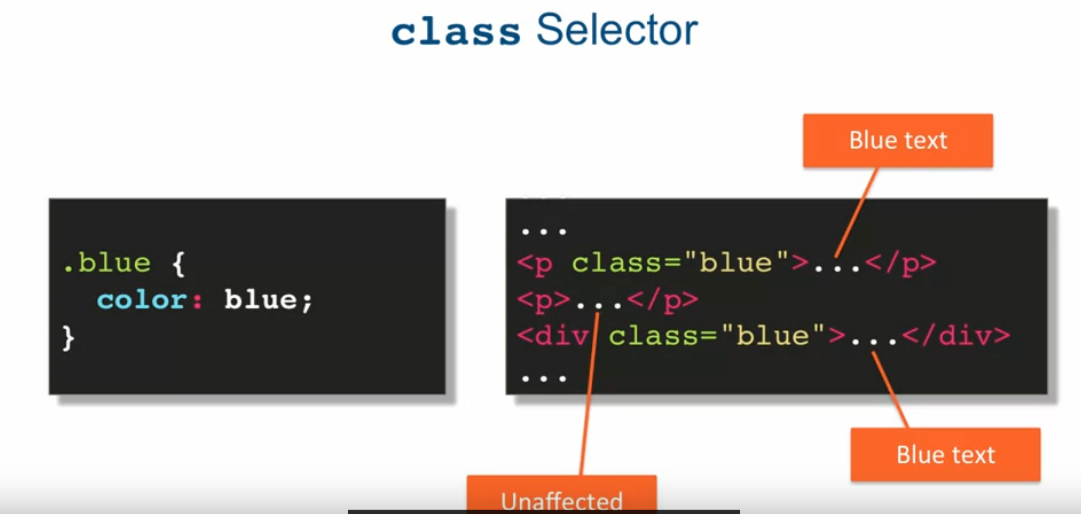 class Selector
Blue text
.blue {
color: blue;
}
...
<p class="blue">...</p>
<p>...</p>
<div class="blue">...</div>
...
Blue text
Unaffected